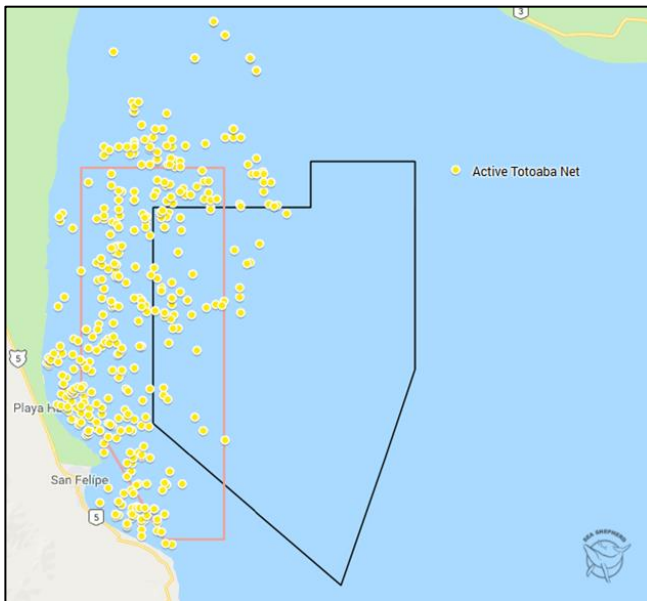 3
Active Totoaba Net
5
Playa H
San Felipe
5
SEA SHEPHERD